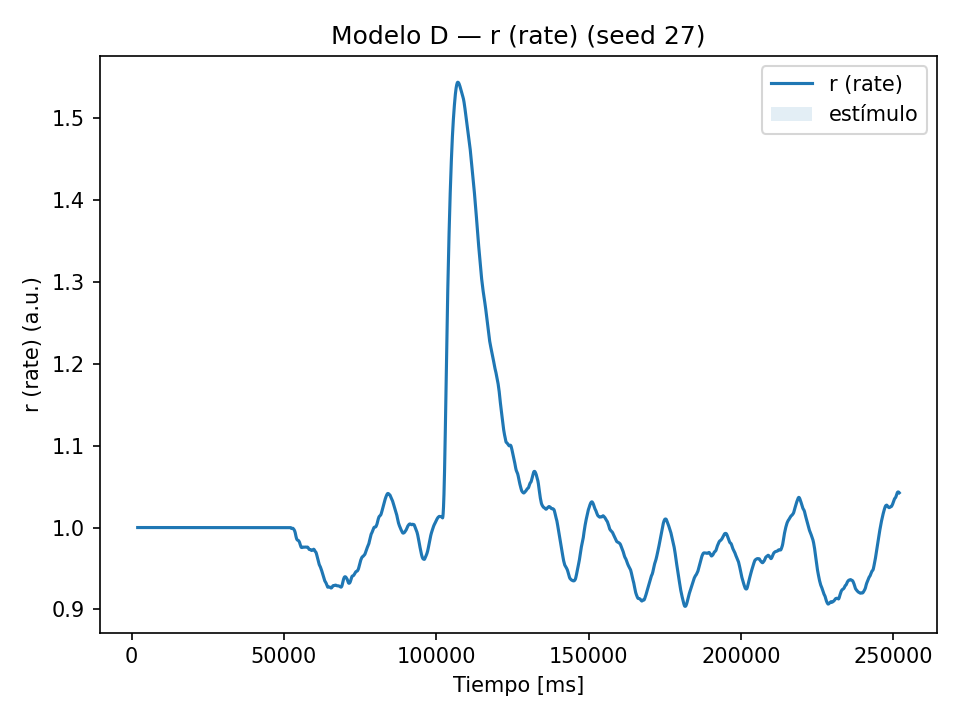 Modelo D — r (rate) (seed 27)
r (rate)
estímulo
r (rate) (a.u.)
1.5
1.4
1.3
1.2
1.1
1.0
0.9
0 50000 100000 150000 200000 250000
Tiempo [ms]